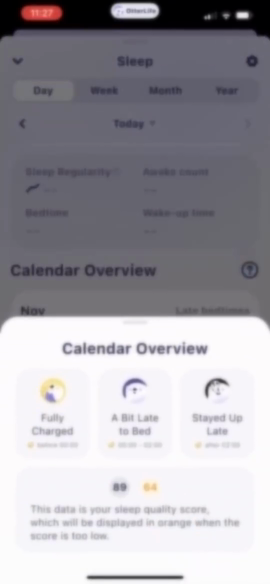 11:27
OtterLife
Sleep
Day Week Month Year
Today
Sleep Regularity Awake count
--- ---
Bedtime Wake-up time
--- ---
Calendar Overview
Nov Late bedtimes
Calendar Overview
Fully Charged
before 00:00
A Bit Late to Bed
00:00 - 02:00
Stayed Up Late
after 02:00
89 64
This data is your sleep quality score,
which will be displayed in orange when the
score is too low.